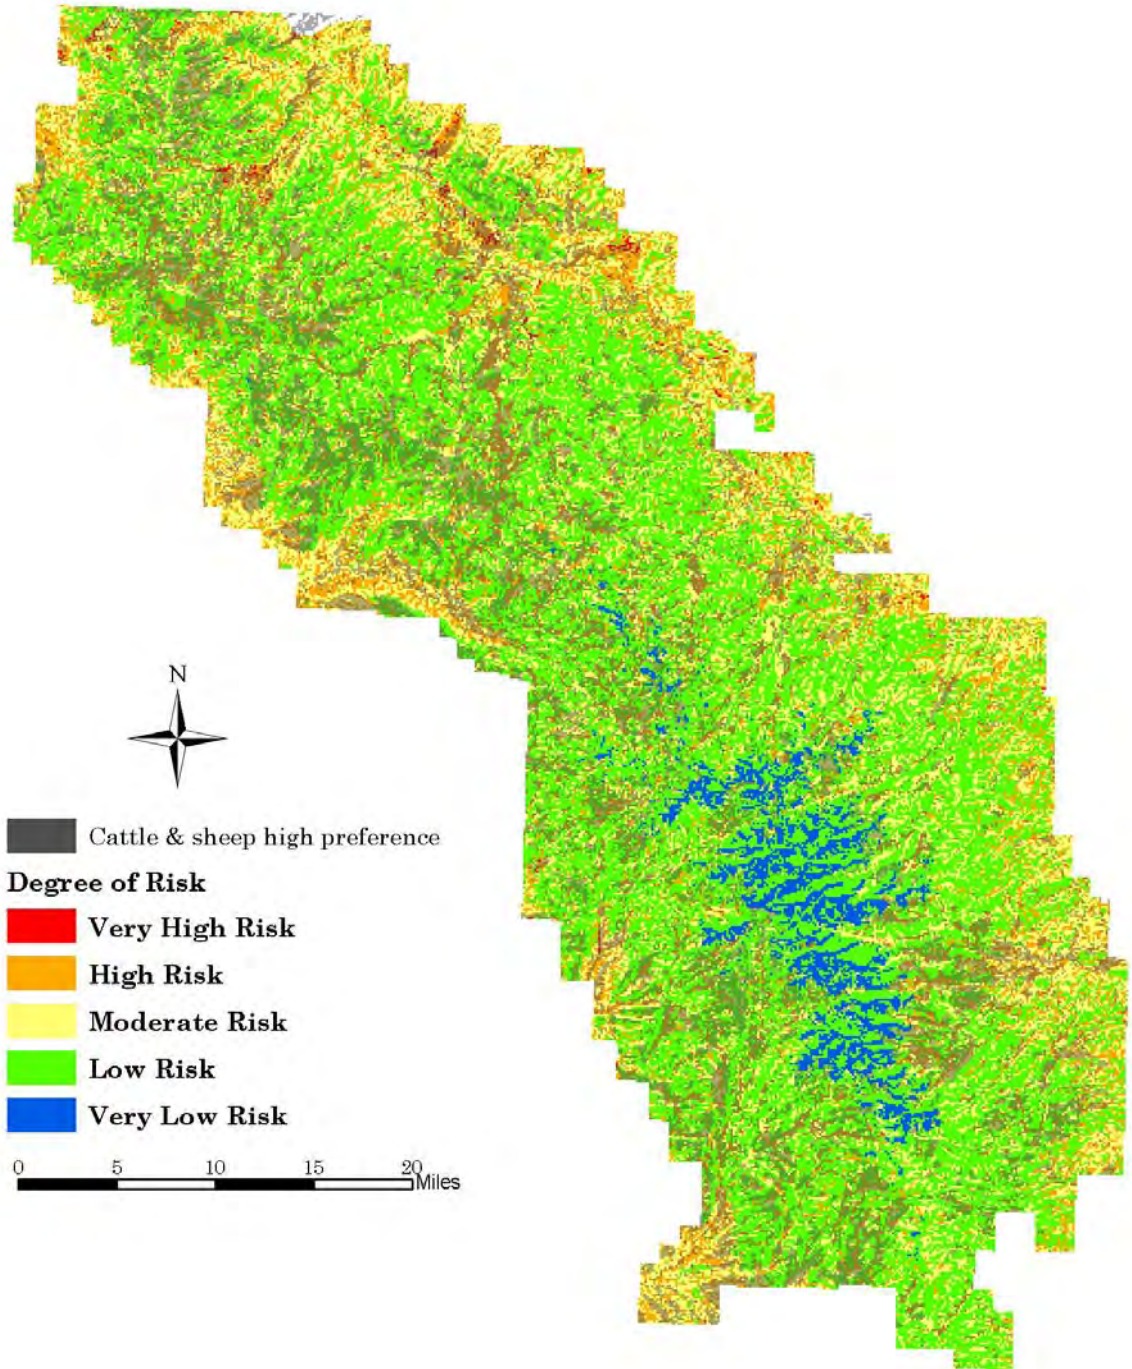 N
Cattle & sheep high preference
Degree of Risk
Very High Risk
High Risk
Moderate Risk
Low Risk
Very Low Risk
0 5 10 15 20
Miles